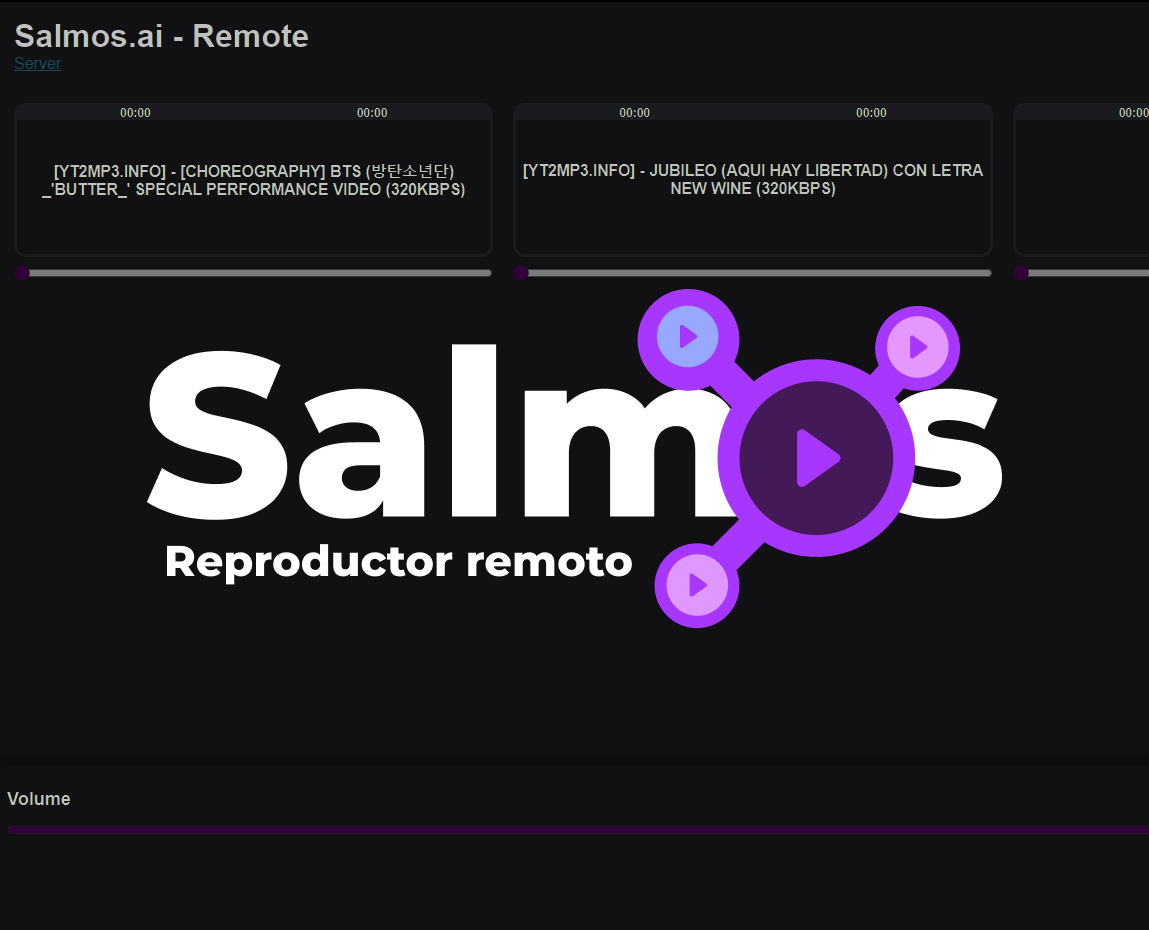 Salmos.ai - Remote
Server
00:00 00:00
[YT2MP3.INFO] - [CHOREOGRAPHY] BTS (방탄소년단)
_'BUTTER_' SPECIAL PERFORMANCE VIDEO (320KBPS)
00:00 00:00
[YT2MP3.INFO] - JUBILEO (AQUI HAY LIBERTAD) CON LETRA
NEW WINE (320KBPS)
00:00
Salmos
Reproductor remoto
Volume